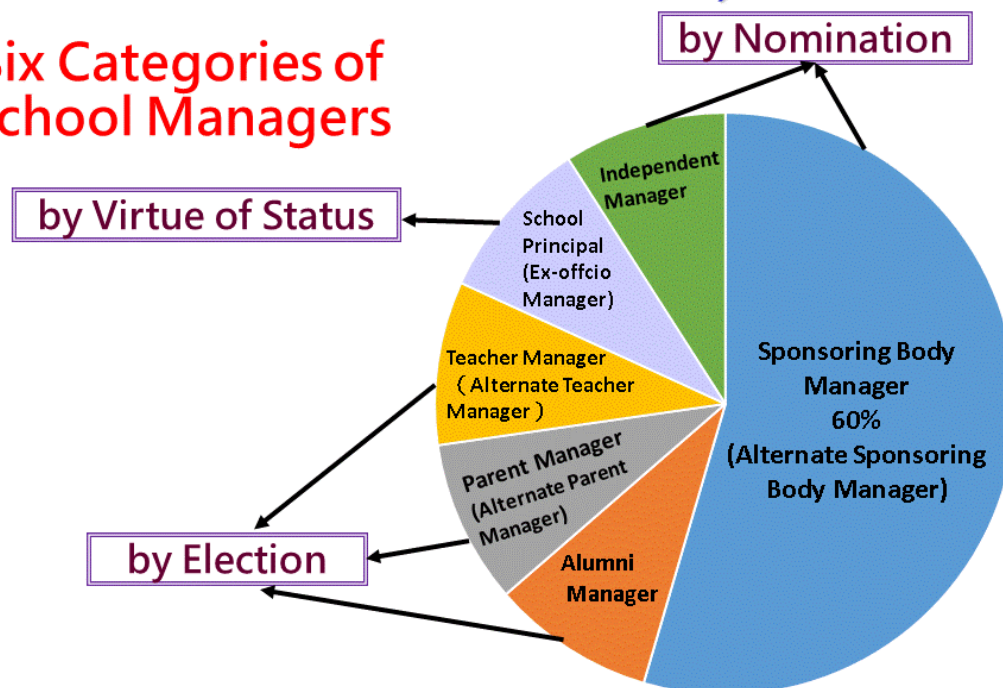 by Nomination
Six Categories of
School Managers
by Virtue of Status
Independent
Manager
School
Principal
(Ex-offcio
Manager)
Teacher Manager
（Alternate Teacher
Manager）
Sponsoring Body
Manager
60%
(Alternate Sponsoring
Body Manager)
Parent Manager
(Alternate Parent
Manager)
by Election
Alumni
Manager